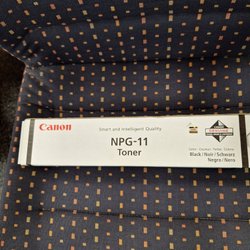 Canon
Smart and Intelligent Quality
NPG-11
Toner
Black / Noir / Schwarz
Negro / Nero